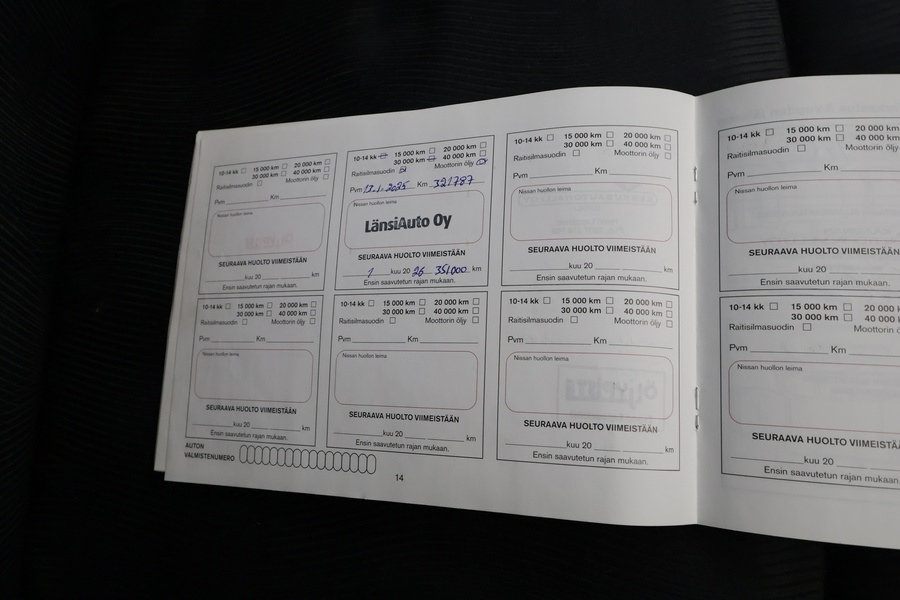 10-14 kk 15 000 km 20 000 km
30 000 km 40 000 km
Raitisilmasuodin Moottorin öljy
Pvm Km
Nissan huollon leima
SEURAAVA HUOLTO VIIMEISTÄÄN
kuu 20 km
Ensin saavutetun rajan mukaan.
10-14 kk 15 000 km 20 000 km
30 000 km 40 000 km
Raitisilmasuodin Moottorin öljy
Pvm 13.1.2025 Km 321787
Nissan huollon leima
LänsiAuto Oy
SEURAAVA HUOLTO VIIMEISTÄÄN
1 kuu 20 26 351000 km
Ensin saavutetun rajan mukaan.
10-14 kk 15 000 km 20 000 km
30 000 km 40 000 km
Raitisilmasuodin Moottorin öljy
Pvm Km
Nissan huollon leima
SEURAAVA HUOLTO VIIMEISTÄÄN
kuu 20 km
Ensin saavutetun rajan mukaan.
10-14 kk 15 000 km 20 000 km
30 000 km 40 000 km
Raitisilmasuodin Moottorin öljy
Pvm Km
Nissan huollon leima
SEURAAVA HUOLTO VIIMEISTÄÄN
kuu 20 km
Ensin saavutetun rajan mukaan.
10-14 kk 15 000 km 20 000 km
30 000 km 40 000 km
Raitisilmasuodin Moottorin öljy
Pvm Km
Nissan huollon leima
SEURAAVA HUOLTO VIIMEISTÄÄN
kuu 20 km
Ensin saavutetun rajan mukaan.
10-14 kk 15 000 km 20 000 km
30 000 km 40 000 km
Raitisilmasuodin Moottorin öljy
Pvm Km
Nissan huollon leima
SEURAAVA HUOLTO VIIMEISTÄÄN
kuu 20 km
Ensin saavutetun rajan mukaan.
AUTON
VALMISTENUMERO
14
10-14 kk 15 000 km 20 000
30 000 km 40 000
Raitisilmasuodin Moottorin öljy
Pvm Km
Nissan huollon leima
SEURAAVA HUOLTO VIIMEISTÄÄN
kuu 20
Ensin saavutetun rajan mukaan.
10-14 kk 15 000 km 20 000
30 000 km 40 000
Raitisilmasuodin Moottorin
Pvm Km
Nissan huollon leima
SEURAAVA HUOLTO VIIMEISTÄÄN
kuu 20
Ensin saavutetun rajan mukaan.